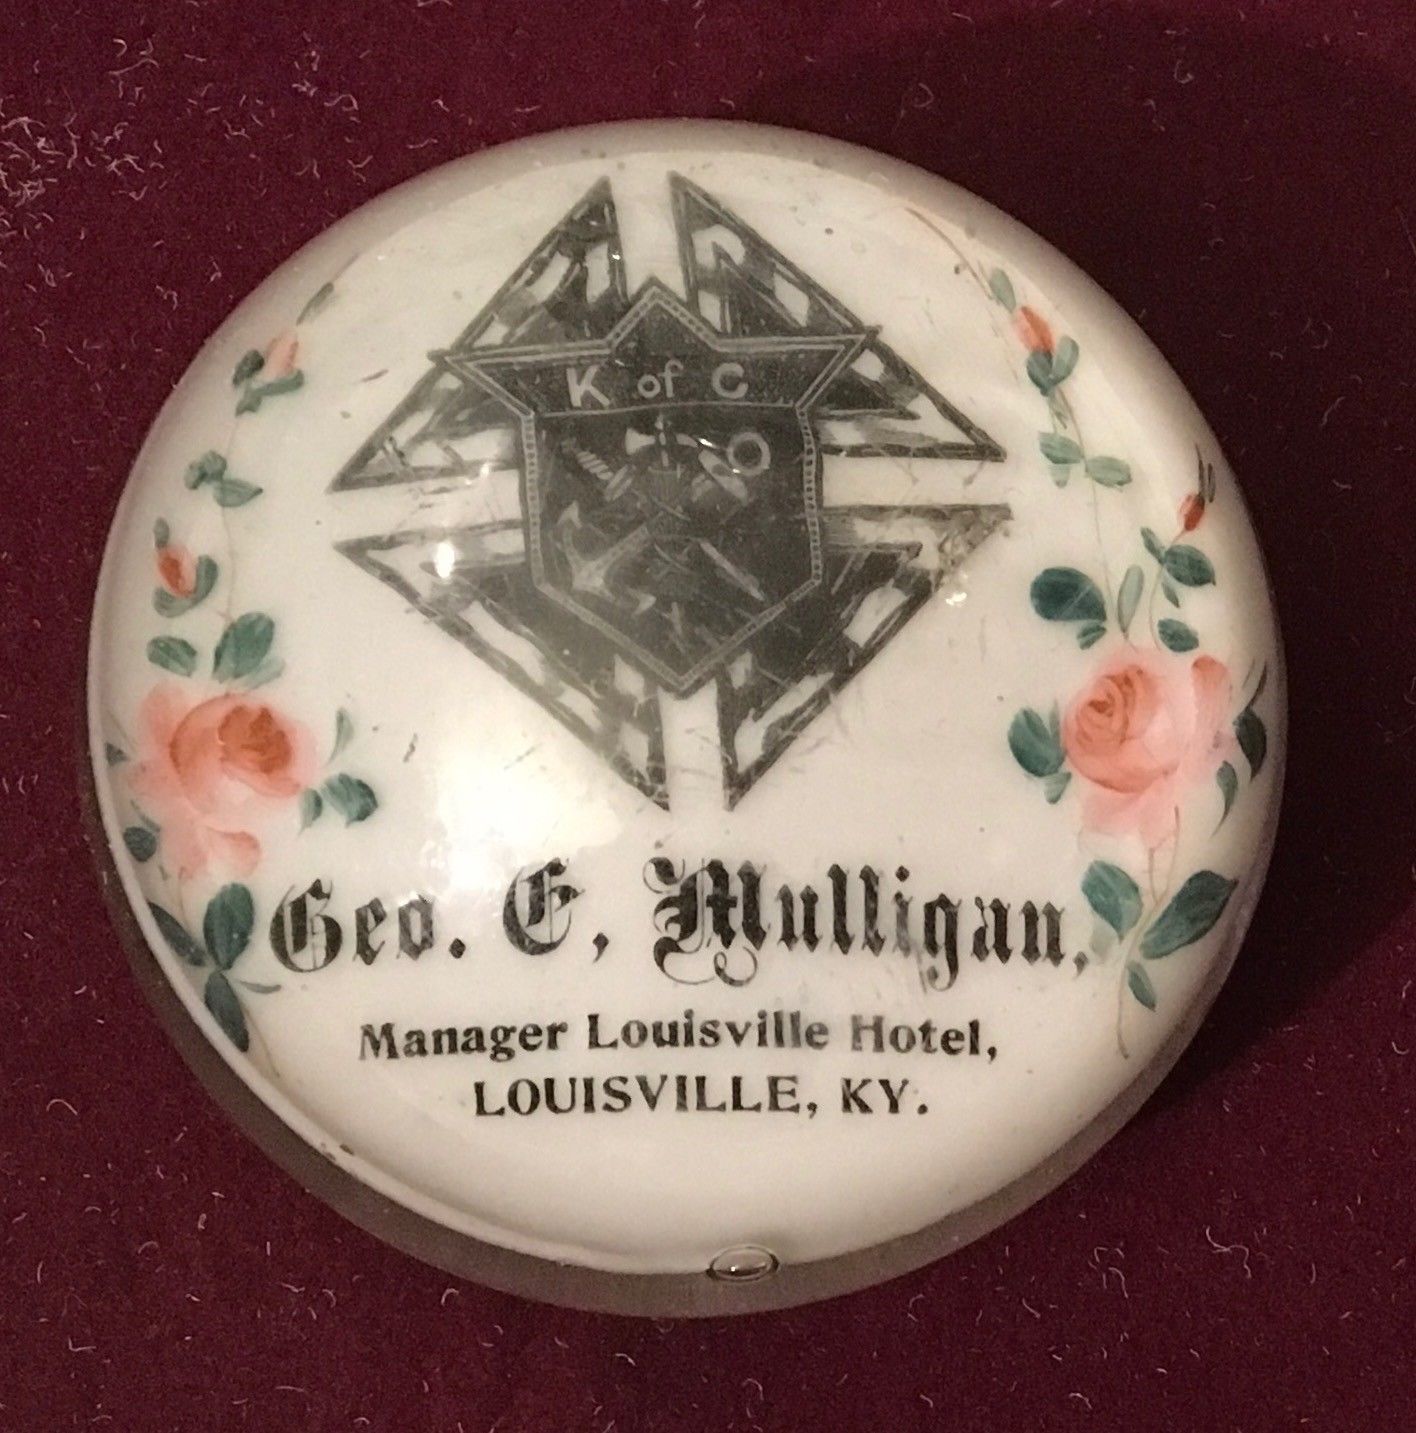 K of C
Geo. E, Mulligan,
Manager Louisville Hotel,
LOUISVILLE, KY.